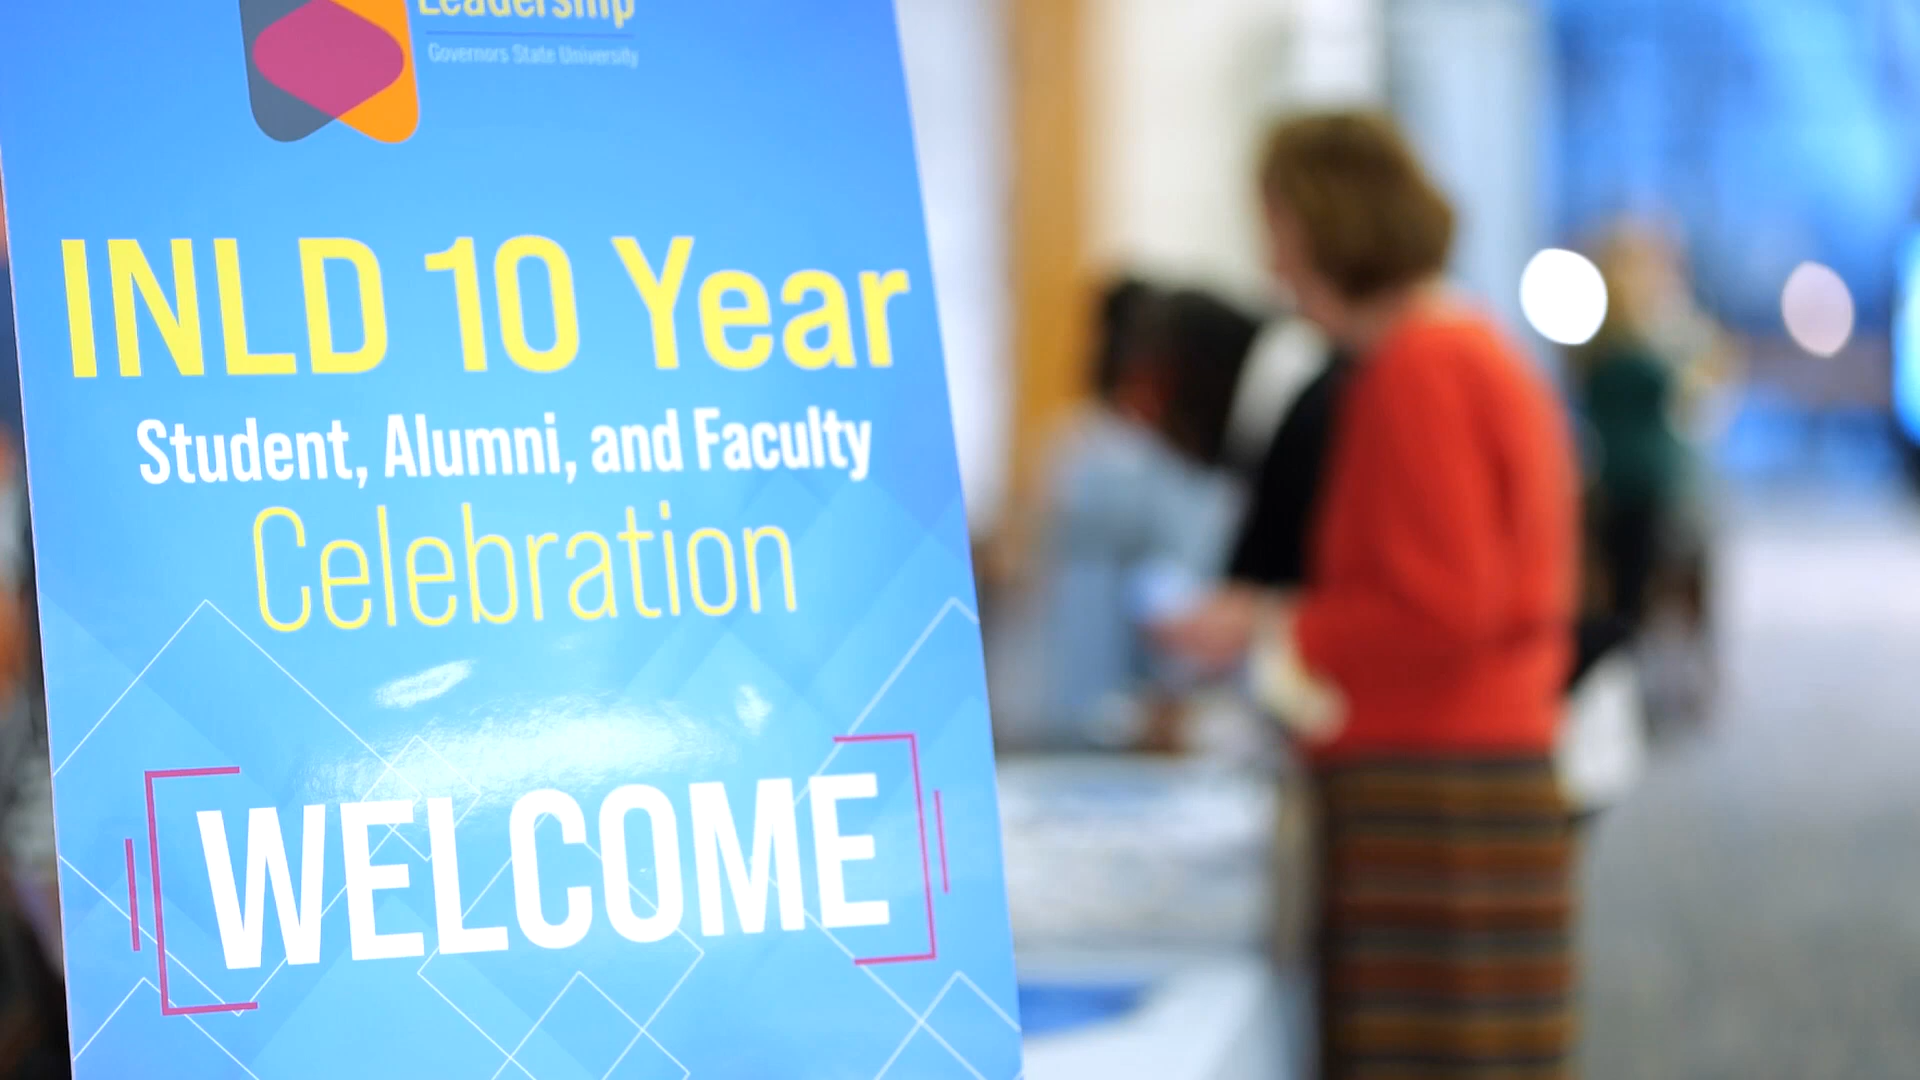 Leadership
Governors State University
INLD 10 Year
Student, Alumni, and Faculty
Celebration
WELCOME